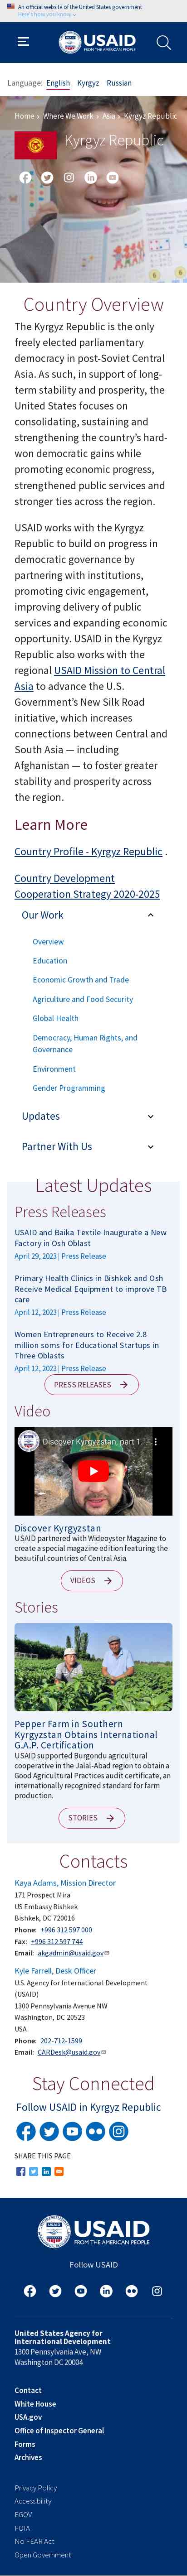 An official website of the United States government
Here's how you know
USAID
FROM THE AMERICAN PEOPLE
Language: English Kyrgyz Russian
Home › Where We Work › Asia › Kyrgyz Republic
Kyrgyz Republic
Country Overview
The Kyrgyz Republic is the only
freely elected parliamentary
democracy in post-Soviet Central
Asia. As such, in support of long-
term stability and prosperity, the
United States focuses on
consolidating, sustaining, and
strengthening the country's hard-
won democratic gains while
promoting economic progress,
strengthened public services and
strong ties across the region.
USAID works with the Kyrgyz
Republic to build a democracy
with strong institutions,
promoting civic engagement,
improving delivery of public
services and expanding economic
opportunity. USAID in the Kyrgyz
Republic also works with the
regional USAID Mission to Central
Asia to advance the U.S.
Government's New Silk Road
initiative, which increases
connections between Central and
South Asia — including
Afghanistan — to foster greater
stability and prosperity across
the region.
Learn More
Country Profile - Kyrgyz Republic .
Country Development
Cooperation Strategy 2020-2025
Our Work
Overview
Education
Economic Growth and Trade
Agriculture and Food Security
Global Health
Democracy, Human Rights, and
Governance
Environment
Gender Programming
Updates
Partner With Us
Latest Updates
Press Releases
USAID and Baika Textile Inaugurate a New
Factory in Osh Oblast
April 29, 2023 | Press Release
Primary Health Clinics in Bishkek and Osh
Receive Medical Equipment to improve TB
care
April 12, 2023 | Press Release
Women Entrepreneurs to Receive 2.8
million soms for Educational Startups in
Three Oblasts
April 12, 2023 | Press Release
PRESS RELEASES
Video
Discover Kyrgyzstan, part 1. ...
Discover Kyrgyzstan
USAID partnered with Wideoyster Magazine to
create a special magazine edition featuring the
beautiful countries of Central Asia.
VIDEOS
Stories
Pepper Farm in Southern
Kyrgyzstan Obtains International
G.A.P. Certification
USAID supported Burgondu agricultural
cooperative in the Jalal-Abad region to obtain
Good Agricultural Practices and a certificate, an
internationally recognized standard for farm
production.
STORIES
Contacts
Kaya Adams, Mission Director
171 Prospect Mira
US Embassy Bishkek
Bishkek, DC 720016
Phone: +996 312 597 000
Fax: +996 312 597 744
Email: akgadmin@usaid.gov
Kyle Farrell, Desk Officer
U.S. Agency for International Development
(USAID)
1300 Pennsylvania Avenue NW
Washington, DC 20523
USA
Phone: 202-712-1599
Email: CARDesk@usaid.gov
Stay Connected
Follow USAID in Kyrgyz Republic
SHARE THIS PAGE
USAID
FROM THE AMERICAN PEOPLE
Follow USAID
United States Agency for
International Development
1300 Pennsylvania Ave, NW
Washington DC 20004
Contact
White House
USA.gov
Office of Inspector General
Forms
Archives
Privacy Policy
Accessibility
EGOV
FOIA
No FEAR Act
Open Government